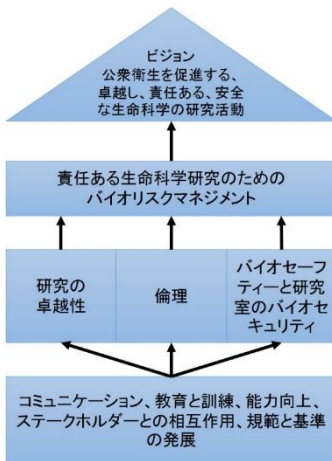 ビジョン
公衆衛生を促進する、
卓越し、責任ある、安全
な生命科学の研究活動
責任ある生命科学研究のための
バイオリスクマネジメント
研究の
卓越性
倫理
バイオセーフ
ティーと研究
室のバイオセ
キュリティ
コミュニケーション、教育と訓練、能力向上、
ステークホルダーとの相互作用、規範と基準
の発展